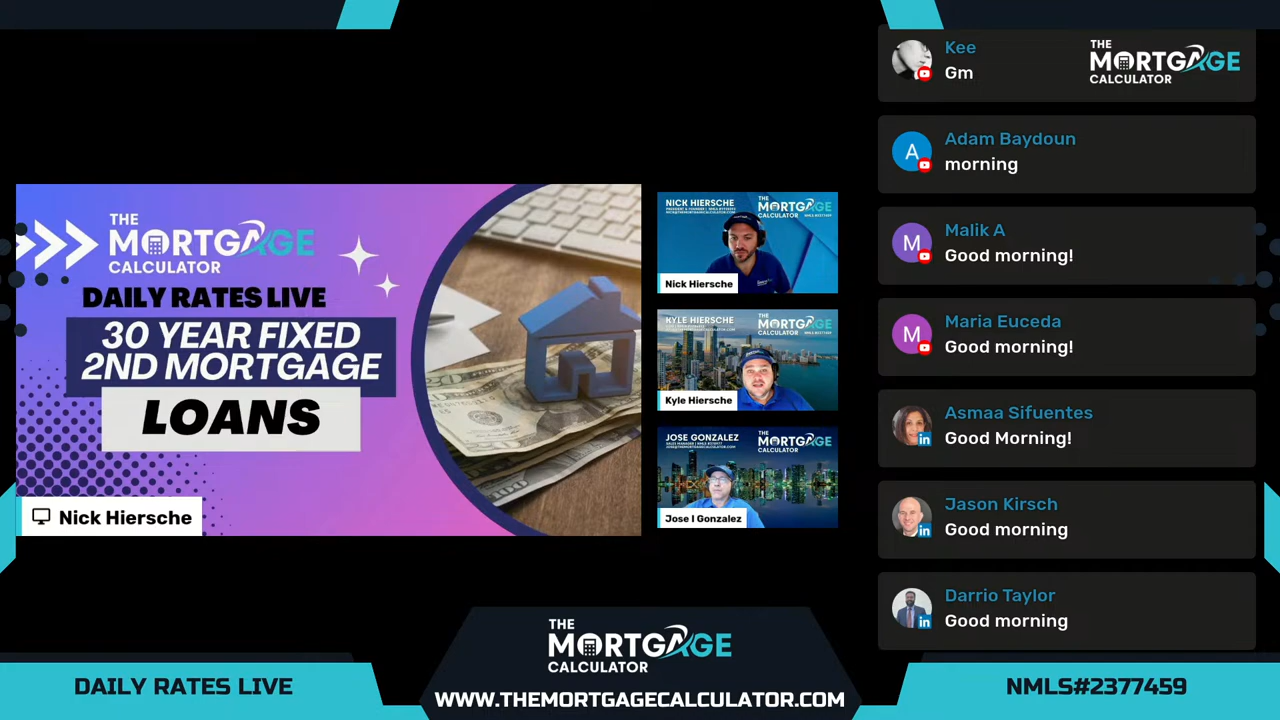 THE
MORTGAGE
CALCULATOR
DAILY RATES LIVE
30 YEAR FIXED
2ND MORTGAGE
LOANS
Nick Hiersche
NICK HIERSCHE
THE
MORTGAGE
CALCULATOR
Nick Hiersche
KYLE HIERSCHE
THE
MORTGAGE
CALCULATOR
Kyle Hiersche
JOSE GONZALEZ
THE
MORTGAGE
CALCULATOR
Jose I Gonzalez
Kee
Gm
THE
MORTGAGE
CALCULATOR
A
Adam Baydoun
morning
M
Malik A
Good morning!
M
Maria Euceda
Good morning!
Asmaa Sifuentes
Good Morning!
Jason Kirsch
Good morning
Darrio Taylor
Good morning
DAILY RATES LIVE
THE
MORTGAGE
CALCULATOR
WWW.THEMORTGAGECALCULATOR.COM
NMLS#2377459